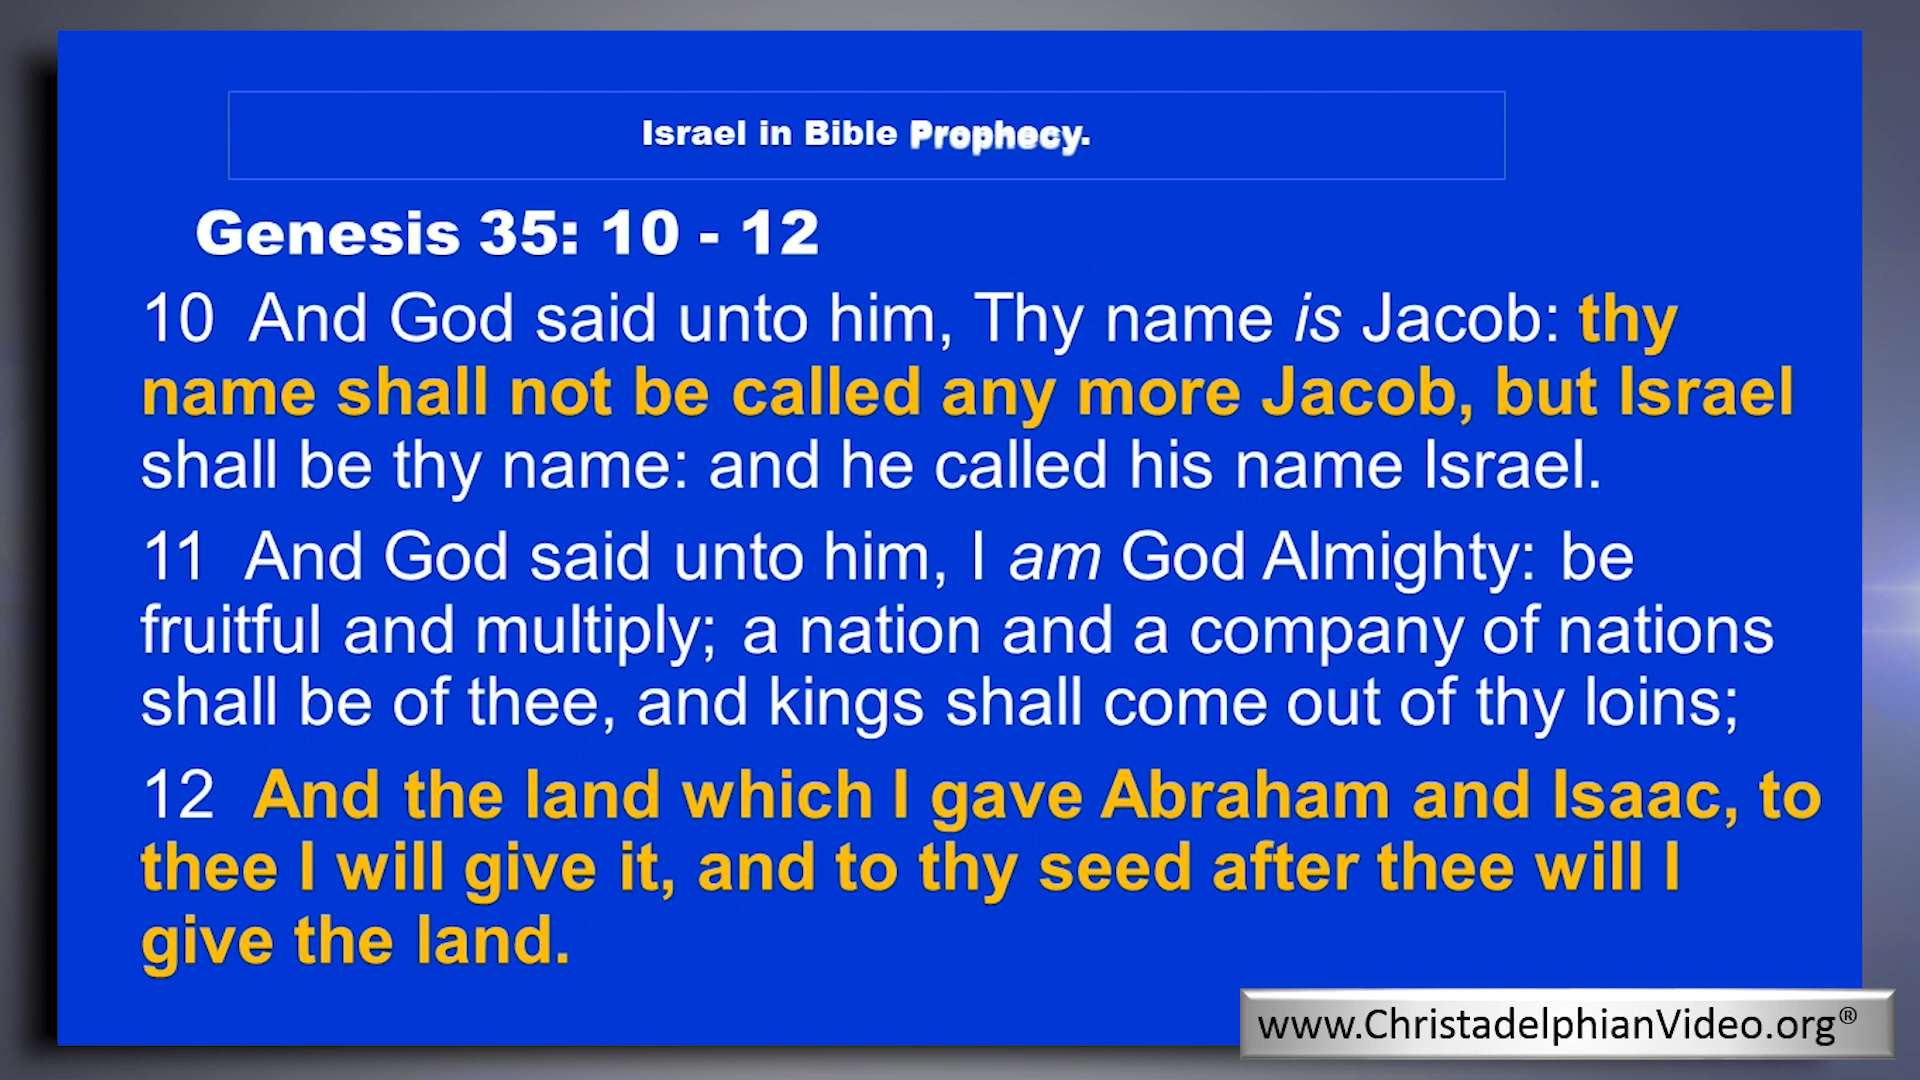 Israel in Bible Prophecy.
Genesis 35: 10 - 12
10 And God said unto him, Thy name is Jacob: thy
name shall not be called any more Jacob, but Israel
shall be thy name: and he called his name Israel.
11 And God said unto him, I am God Almighty: be
fruitful and multiply; a nation and a company of nations
shall be of thee, and kings shall come out of thy loins;
12 And the land which I gave Abraham and Isaac, to
thee I will give it, and to thy seed after thee will I
give the land.
www.ChristadelphianVideo.org®